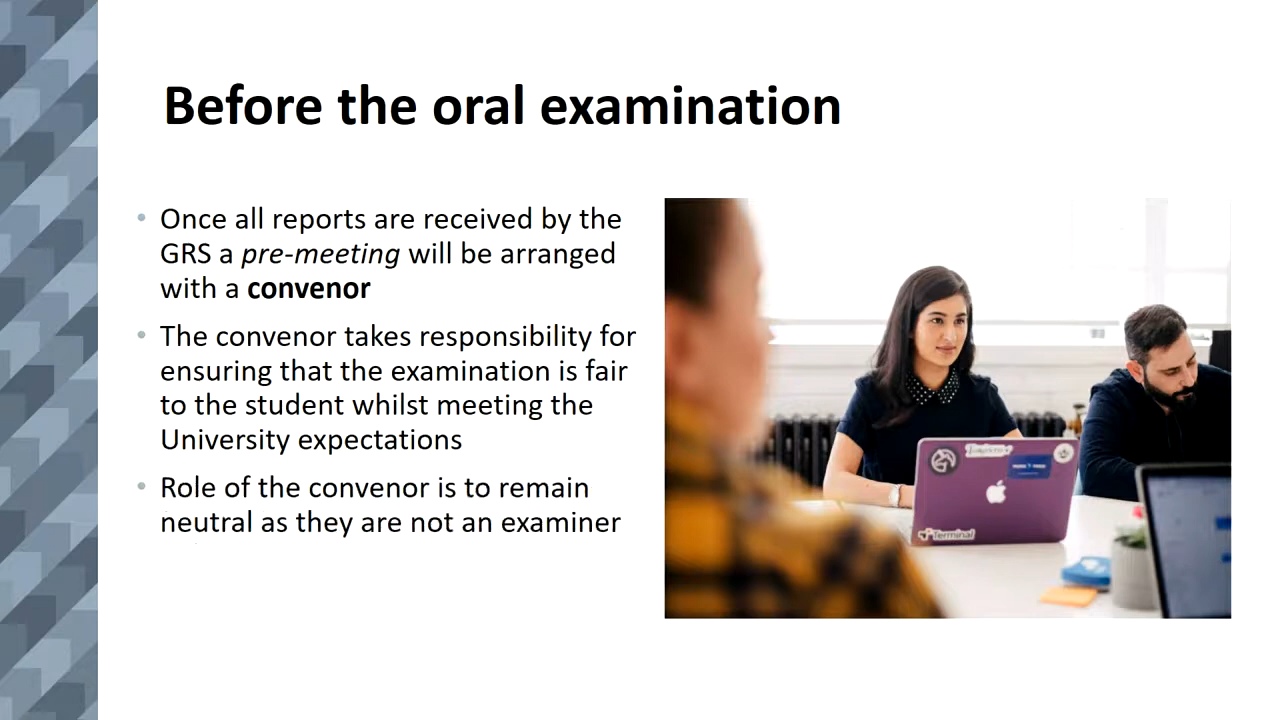 Before the oral examination
Once all reports are received by the
GRS a pre-meeting will be arranged
with a convenor
The convenor takes responsibility for
ensuring that the examination is fair
to the student whilst meeting the
University expectations
Role of the convenor is to remain
neutral as they are not an examiner
Terminal